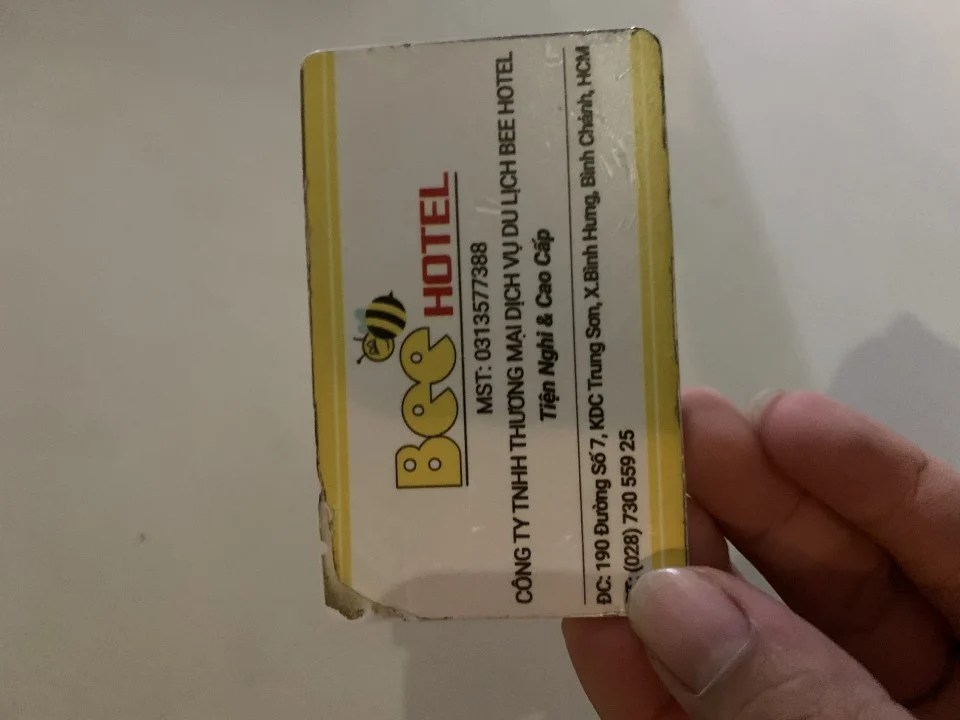 Bee HOTEL
MST: 0313577388
CÔNG TY TNHH THƯƠNG MẠI DỊCH VỤ DU LỊCH BEE HOTEL
Tiện Nghi & Cao Cấp
ĐC: 190 Đường Số 7, KDC Trung Sơn, X.Bình Hưng, Bình Chánh, HCM
(028) 730 559 25